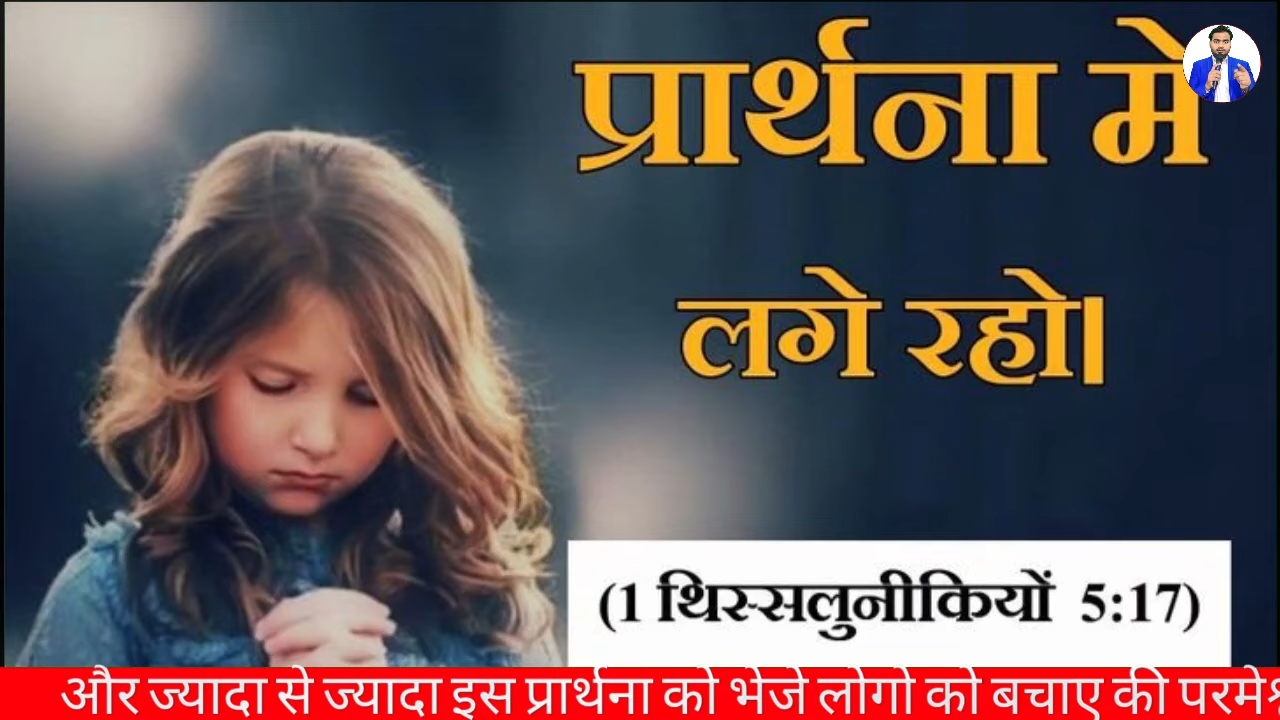 प्रार्थना मे
लगे रहो।
(1 थिस्सलुनीकियों 5:17)
और ज्यादा से ज्यादा इस प्रार्थना को भेजे लोगो को बचाए की